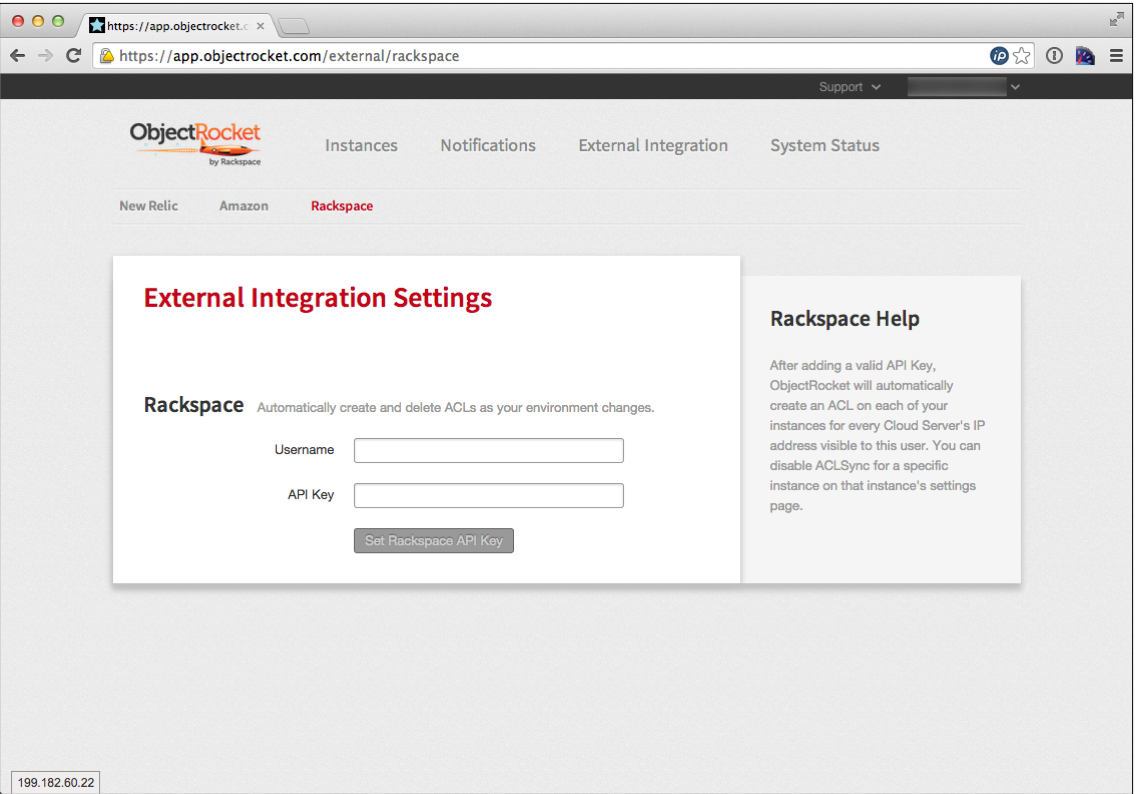 https://app.objectrocket.c
https://app.objectrocket.com/external/rackspace
Support
ObjectRocket
by Rackspace
Instances Notifications External Integration System Status
New Relic Amazon Rackspace
External Integration Settings
Rackspace Automatically create and delete ACLs as your environment changes.
Username
API Key
Set Rackspace API Key
Rackspace Help
After adding a valid API Key,
ObjectRocket will automatically
create an ACL on each of your
instances for every Cloud Server's IP
address visible to this user. You can
disable ACLSync for a specific
instance on that instance's settings
page.
199.182.60.22